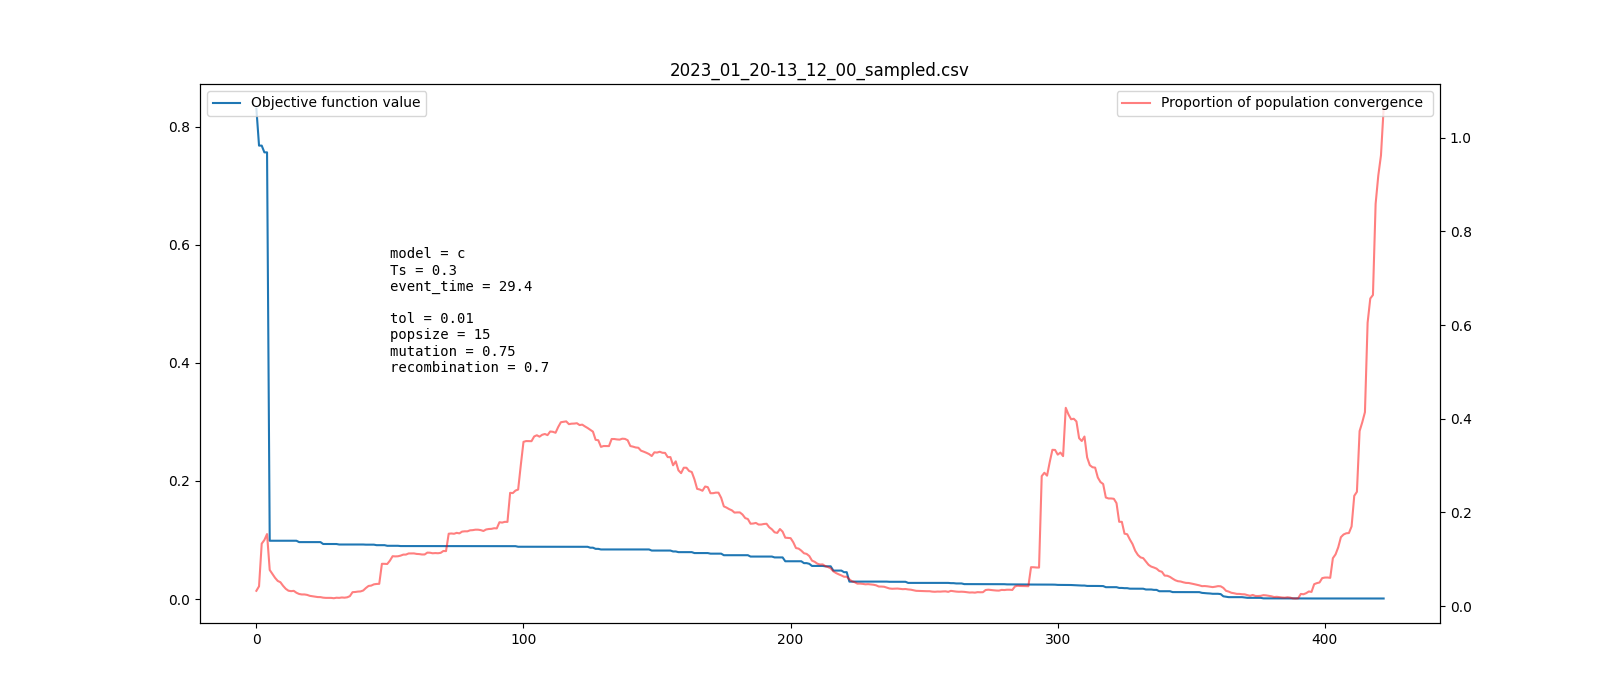 2023_01_20-13_12_00_sampled.csv
Objective function value
Proportion of population convergence
0.8
0.6
0.4
0.2
0.0
model = c
Ts = 0.3
event_time = 29.4
tol = 0.01
popsize = 15
mutation = 0.75
recombination = 0.7
1.0
0.8
0.6
0.4
0.2
0.0
0 100 200 300 400